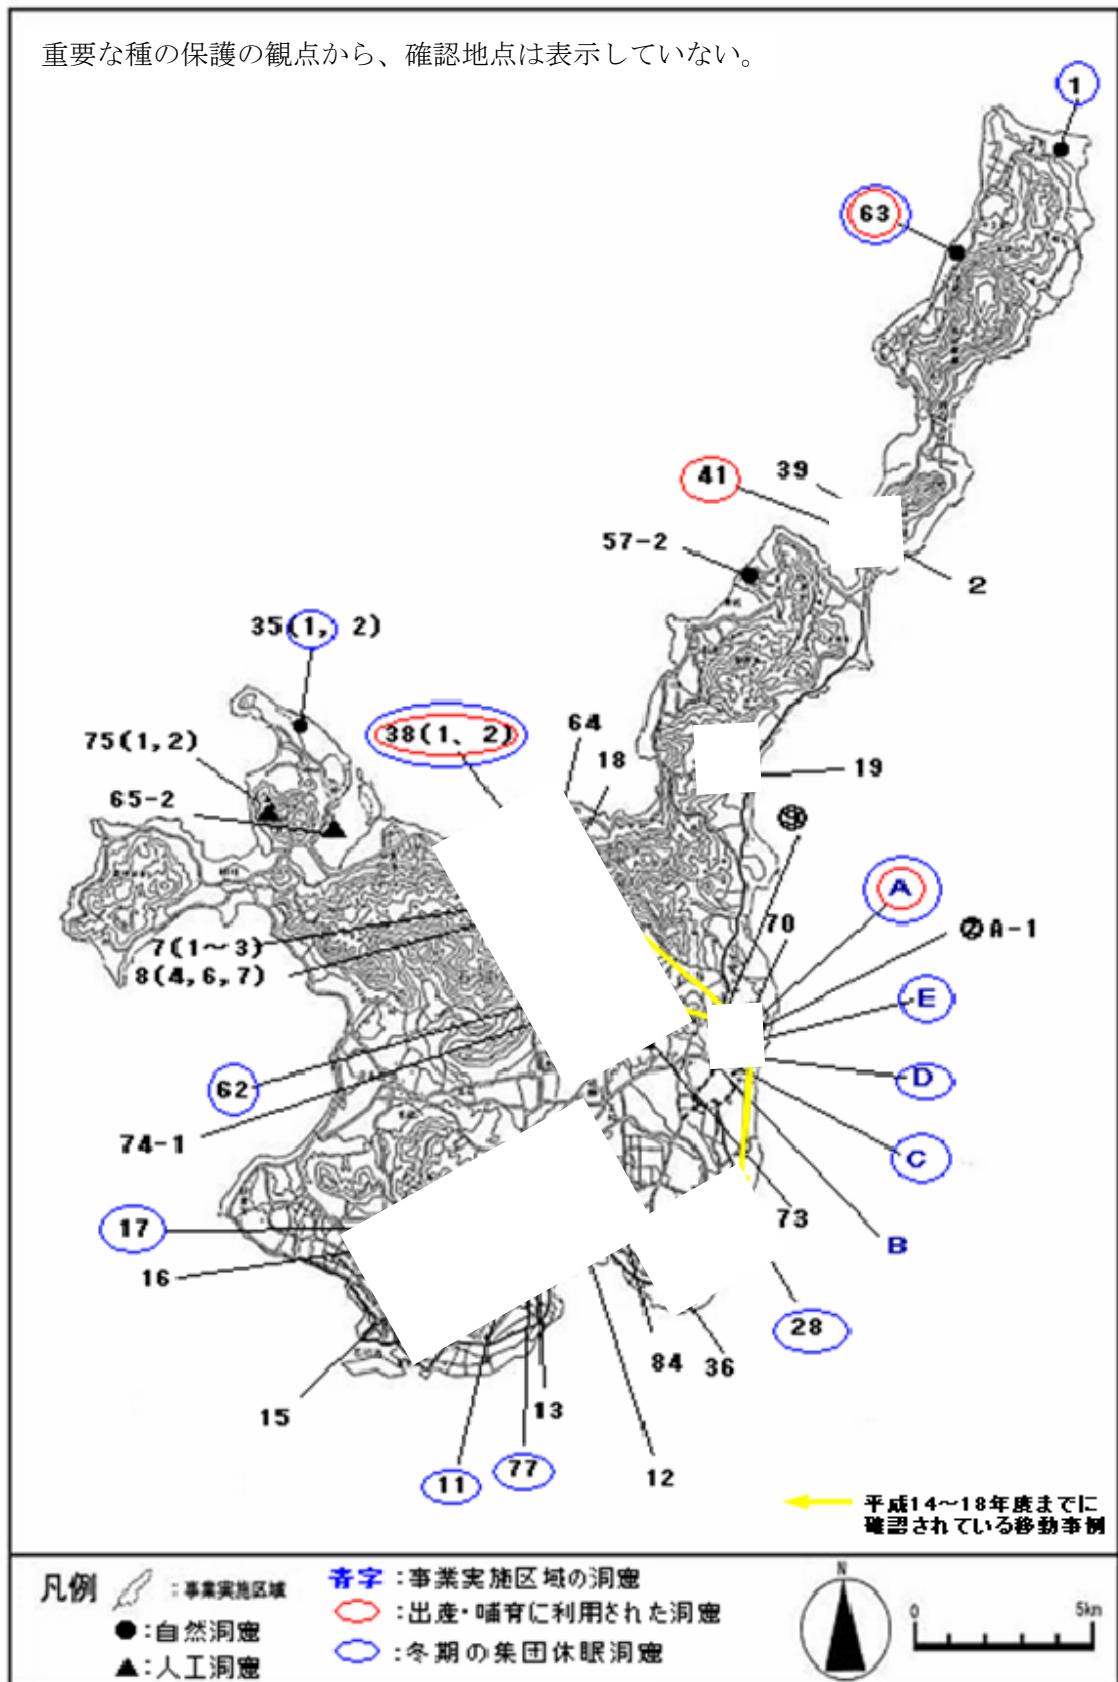 重要な種の保護の観点から、確認地点は表示していない。
1
63
39
41
57-2
2
35(1, 2)
38(1、2)
64
18
75(1,2)
19
65-2
A
70
7(1～3)
A-1
8(4,6,7)
E
62
D
74-1
C
17
73
B
16
28
84
36
15
13
77
11
12
平成14～18年度までに
確認されている移動事例
凡例
:事業実施区域
●:自然洞窟
▲:人工洞窟
青字:事業実施区域の洞窟
:出産・哺育に利用された洞窟
:冬期の集団休眠洞窟
N
0 5km